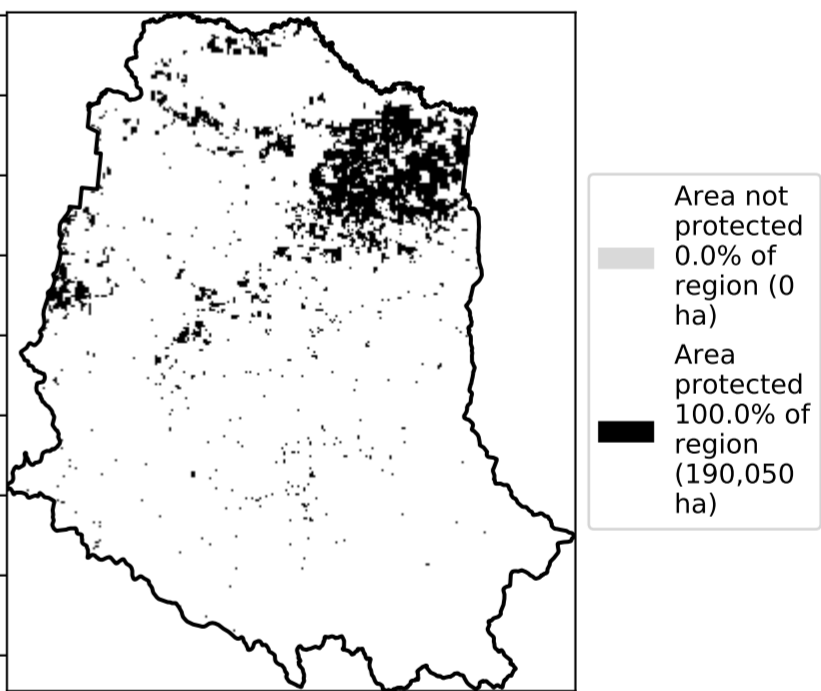 Area not
protected
0.0% of
region (0
ha)
Area
protected
100.0% of
region
(190,050
ha)